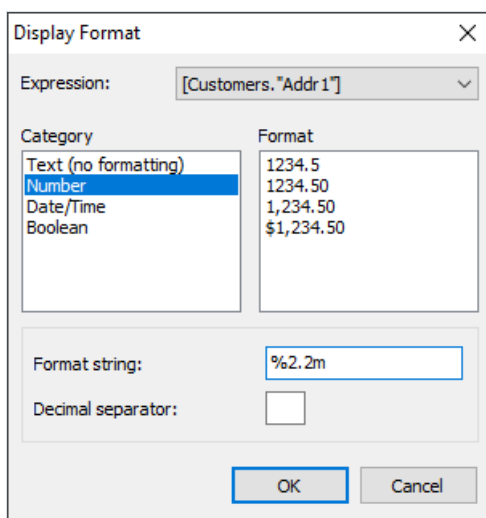 Display Format
Expression: [Customers."Addr1"]
Category
Text (no formatting)
Number
Date/Time
Boolean
Format
1234.5
1234.50
1,234.50
$1,234.50
Format string: %2.2m
Decimal separator:
OK Cancel